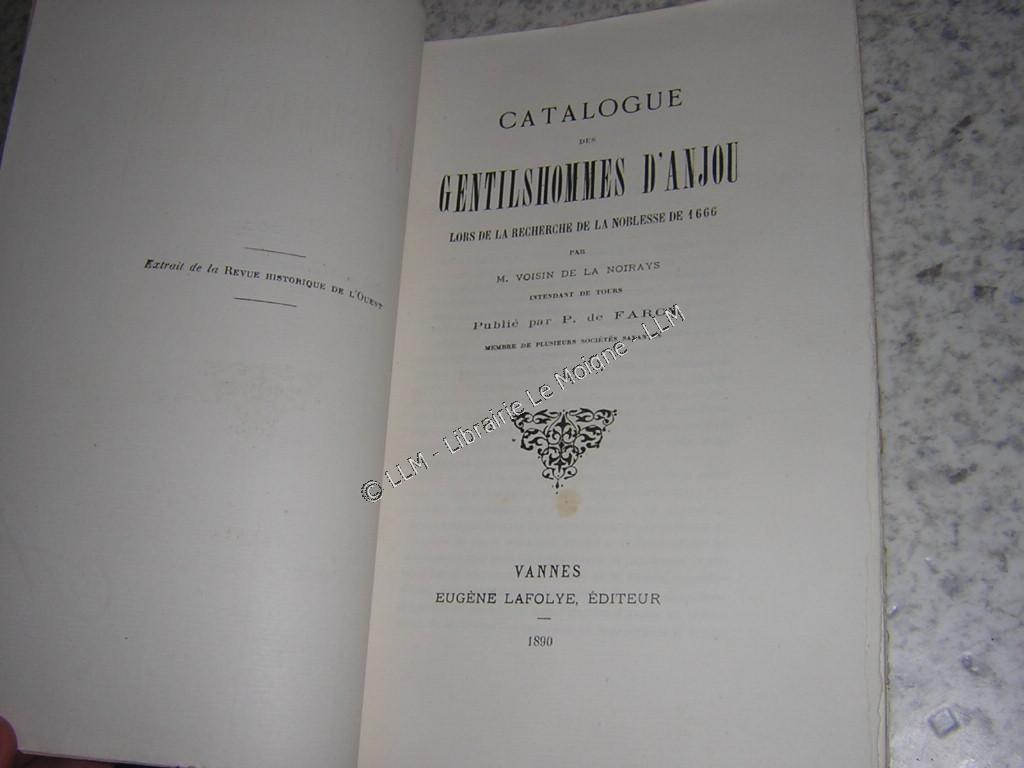 Extrait de la REVUE HISTORIQUE DE L'OUEST
CATALOGUE
DES
GENTILSHOMMES D'ANJOU
LORS DE LA RECHERCHE DE LA NOBLESSE DE 1666
PAR
M. VOISIN DE LA NOIRAYS
INTENDANT DE TOURS
Publié par P. de FARCY
MEMBRE DE PLUSIEURS SOCIÉTÉS
© LLM - Librairie Le Moigne - LLM
VANNES
EUGÈNE LAFOLYE, ÉDITEUR
1890